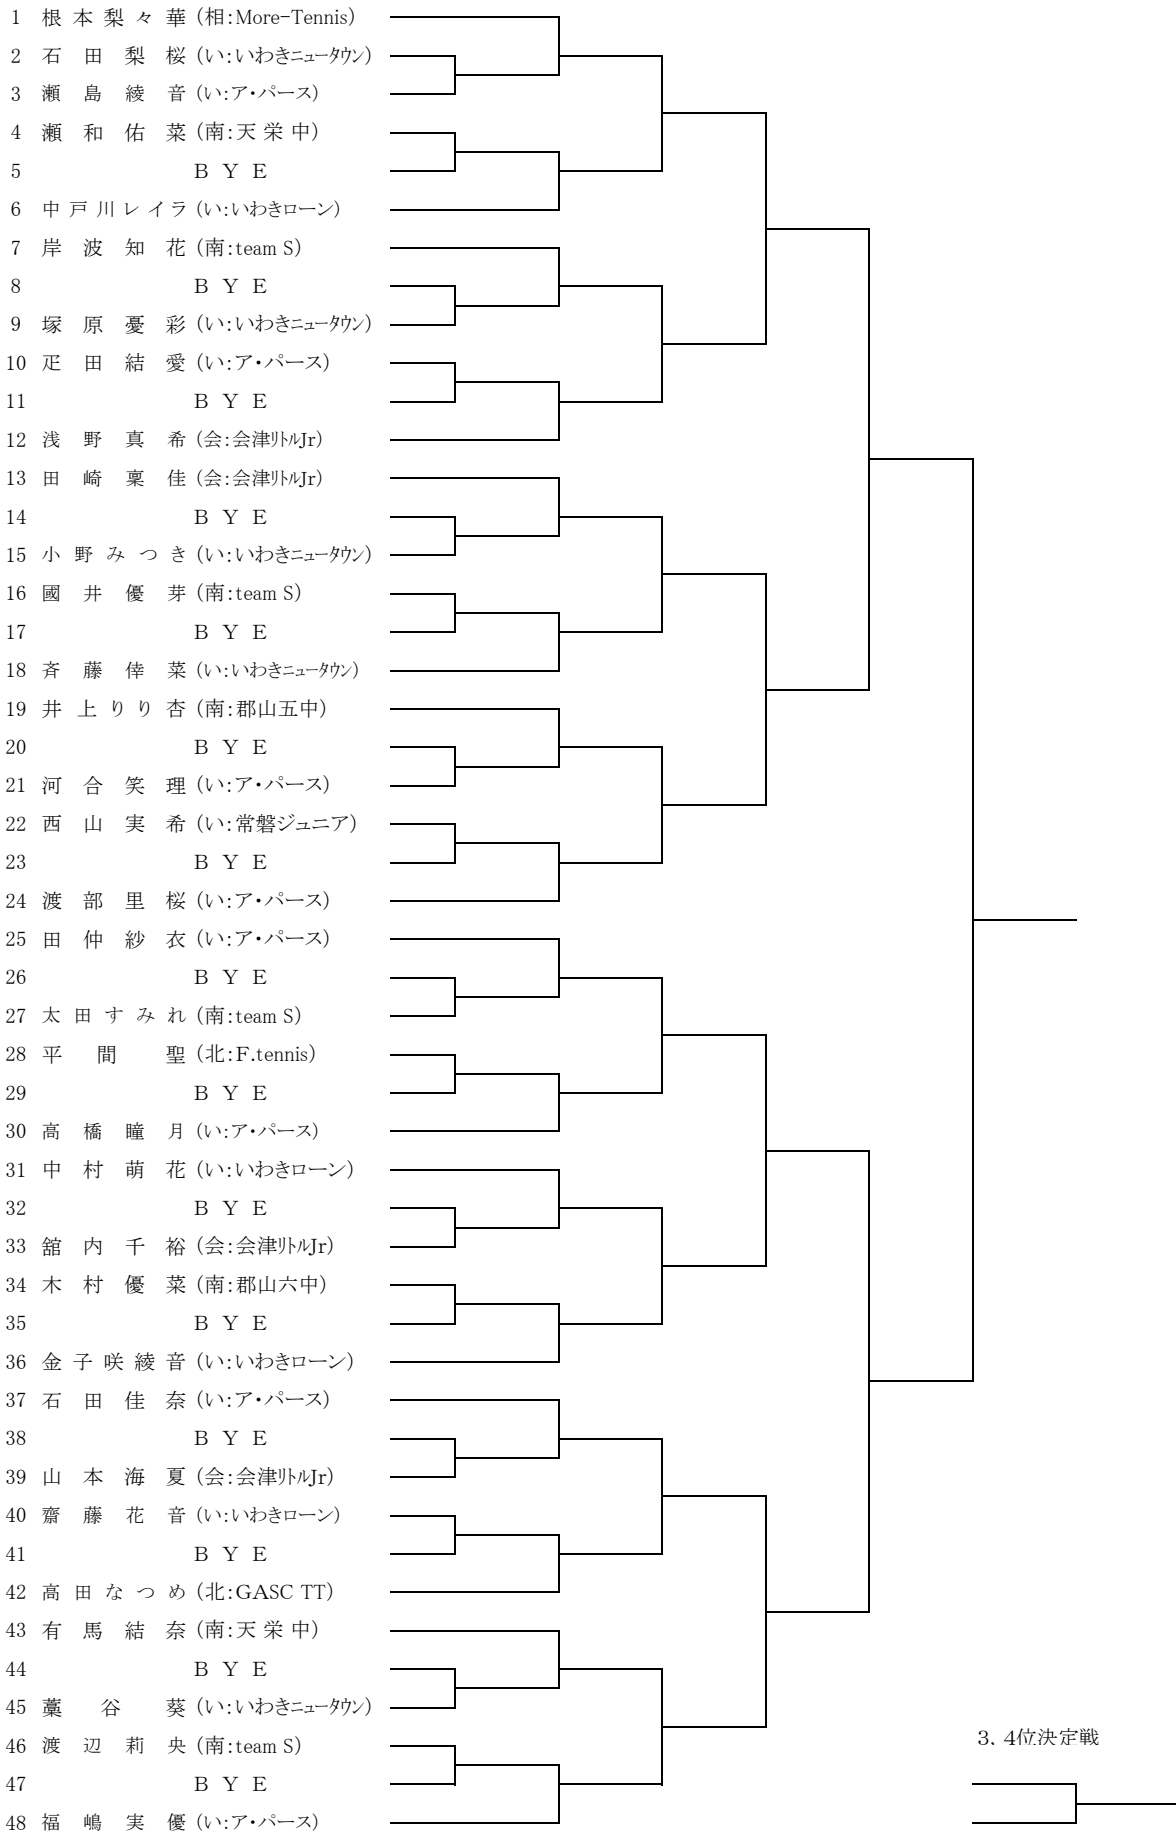 1 根本梨々華 (相:More-Tennis)
2 石田梨桜 (い:いわきニュータウン)
3 瀬島綾音 (い:ア・パース)
4 瀬和佑菜 (南:天栄中)
5 BYE
6 中戸川レイラ (い:いわきローン)
7 岸波知花 (南:team S)
8 BYE
9 塚原憂彩 (い:いわきニュータウン)
10 疋田結愛 (い:ア・パース)
11 BYE
12 浅野真希 (会:会津リトルJr)
13 田崎稟佳 (会:会津リトルJr)
14 BYE
15 小野みつき (い:いわきニュータウン)
16 國井優芽 (南:team S)
17 BYE
18 斉藤倖菜 (い:いわきニュータウン)
19 井上りり杏 (南:郡山五中)
20 BYE
21 河合笑理 (い:ア・パース)
22 西山実希 (い:常磐ジュニア)
23 BYE
24 渡部里桜 (い:ア・パース)
25 田仲紗衣 (い:ア・パース)
26 BYE
27 太田すみれ (南:team S)
28 平間聖 (北:F.tennis)
29 BYE
30 高橋瞳月 (い:ア・パース)
31 中村萌花 (い:いわきローン)
32 BYE
33 舘内千裕 (会:会津リトルJr)
34 木村優菜 (南:郡山六中)
35 BYE
36 金子咲綾音 (い:いわきローン)
37 石田佳奈 (い:ア・パース)
38 BYE
39 山本海夏 (会:会津リトルJr)
40 齋藤花音 (い:いわきローン)
41 BYE
42 高田なつめ (北:GASC TT)
43 有馬結奈 (南:天栄中)
44 BYE
45 藁谷葵 (い:いわきニュータウン)
46 渡辺莉央 (南:team S)
3, 4位決定戦
47 BYE
48 福嶋実優 (い:ア・パース)